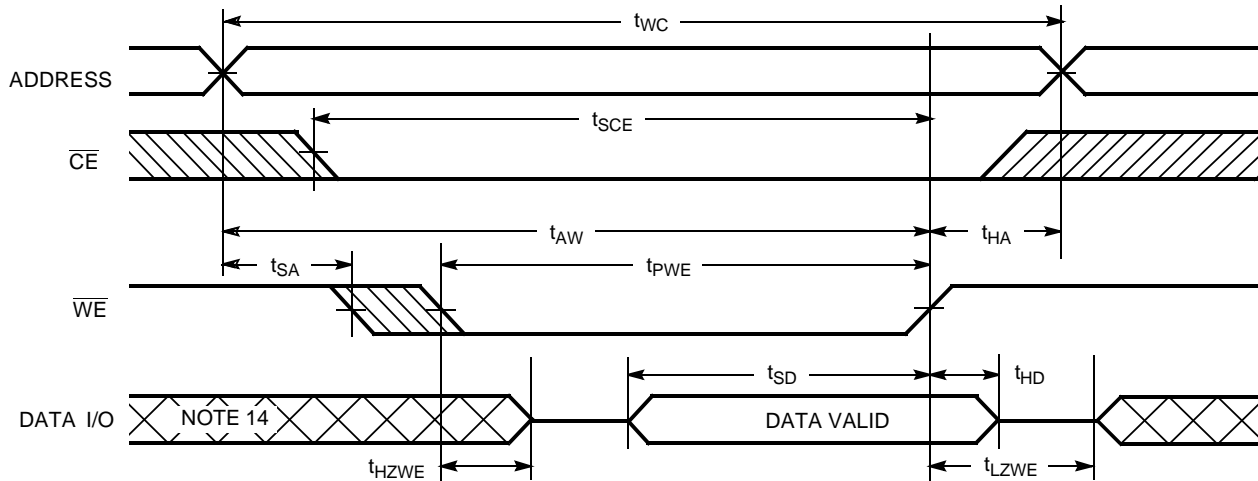 tWC
ADDRESS
tSCE
CE
tAW
tHA
tSA
tPWE
WE
tSD
tHD
DATA I/O
NOTE 14
DATA VALID
tHZWE
tLZWE